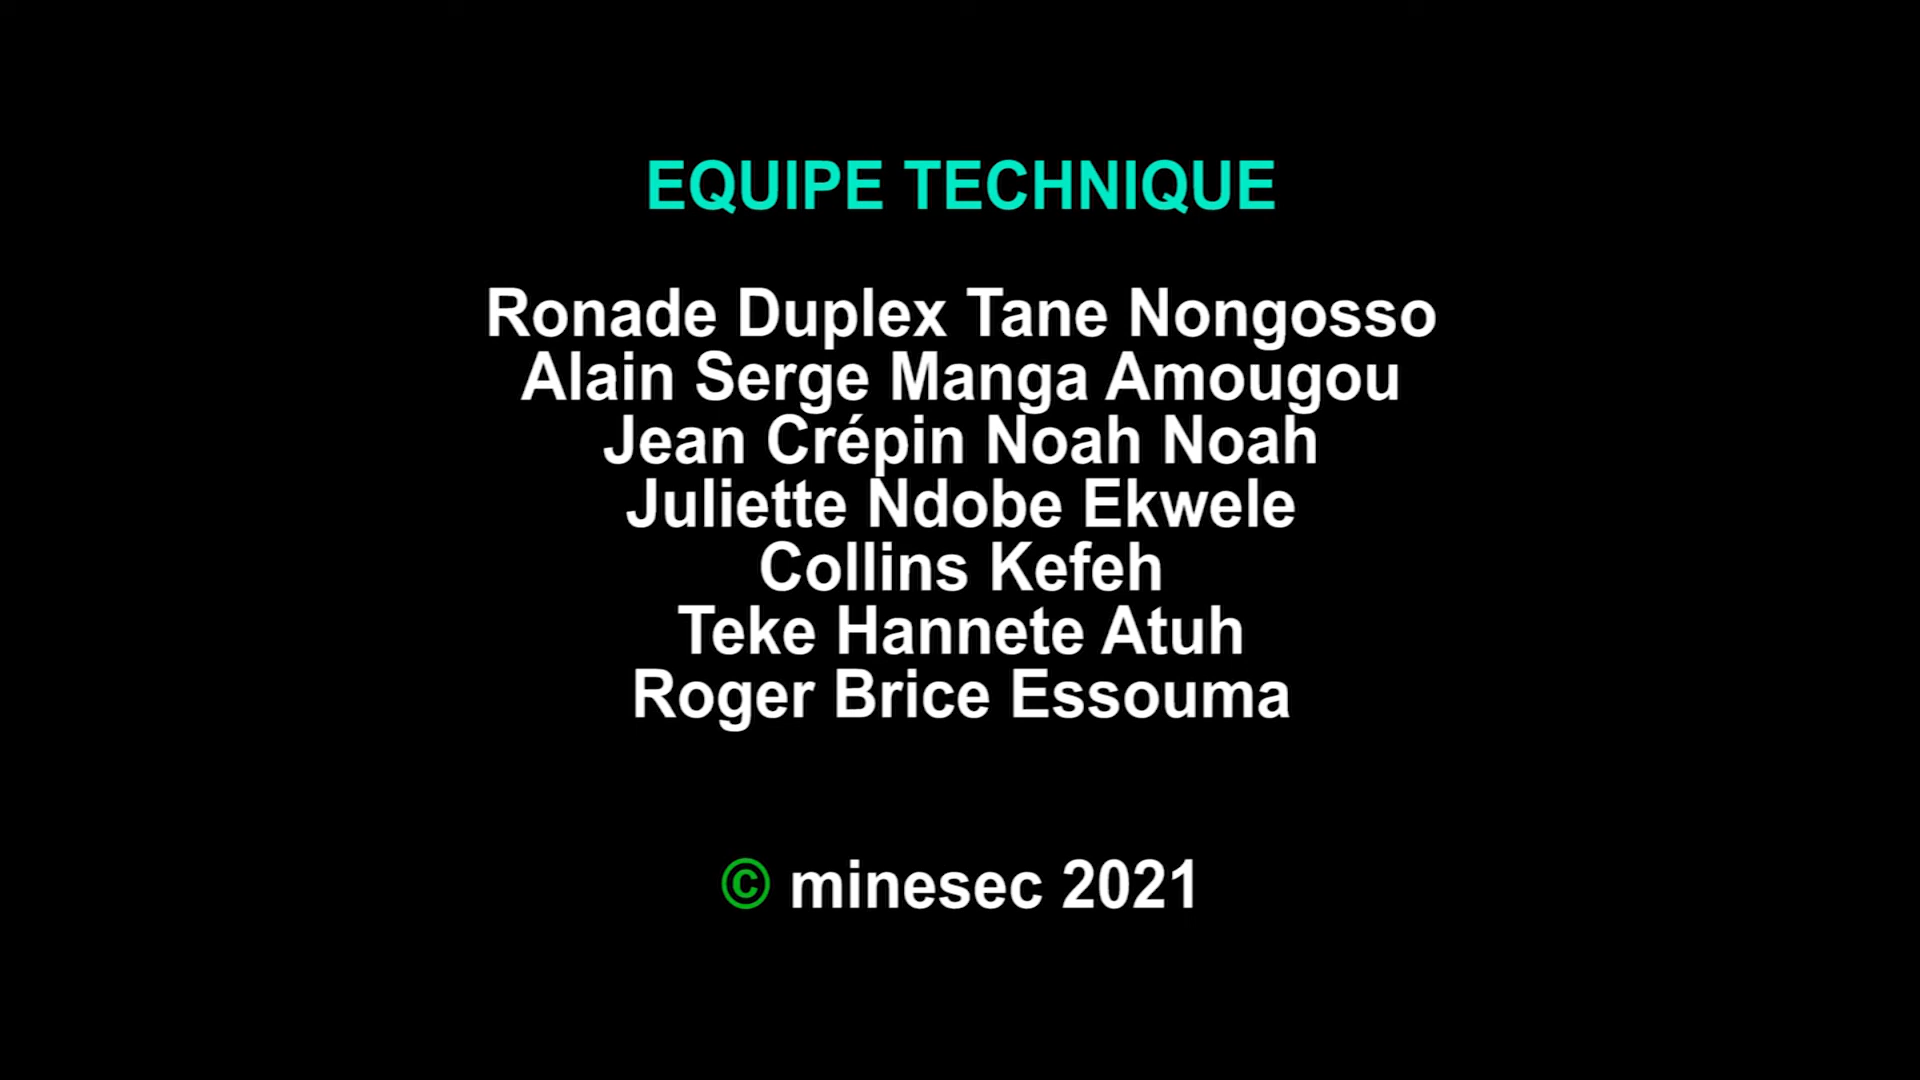 EQUIPE TECHNIQUE
Ronade Duplex Tane Nongosso
Alain Serge Manga Amougou
Jean Crépin Noah Noah
Juliette Ndobe Ekwele
Collins Kefeh
Teke Hannete Atuh
Roger Brice Essouma
© minesec 2021